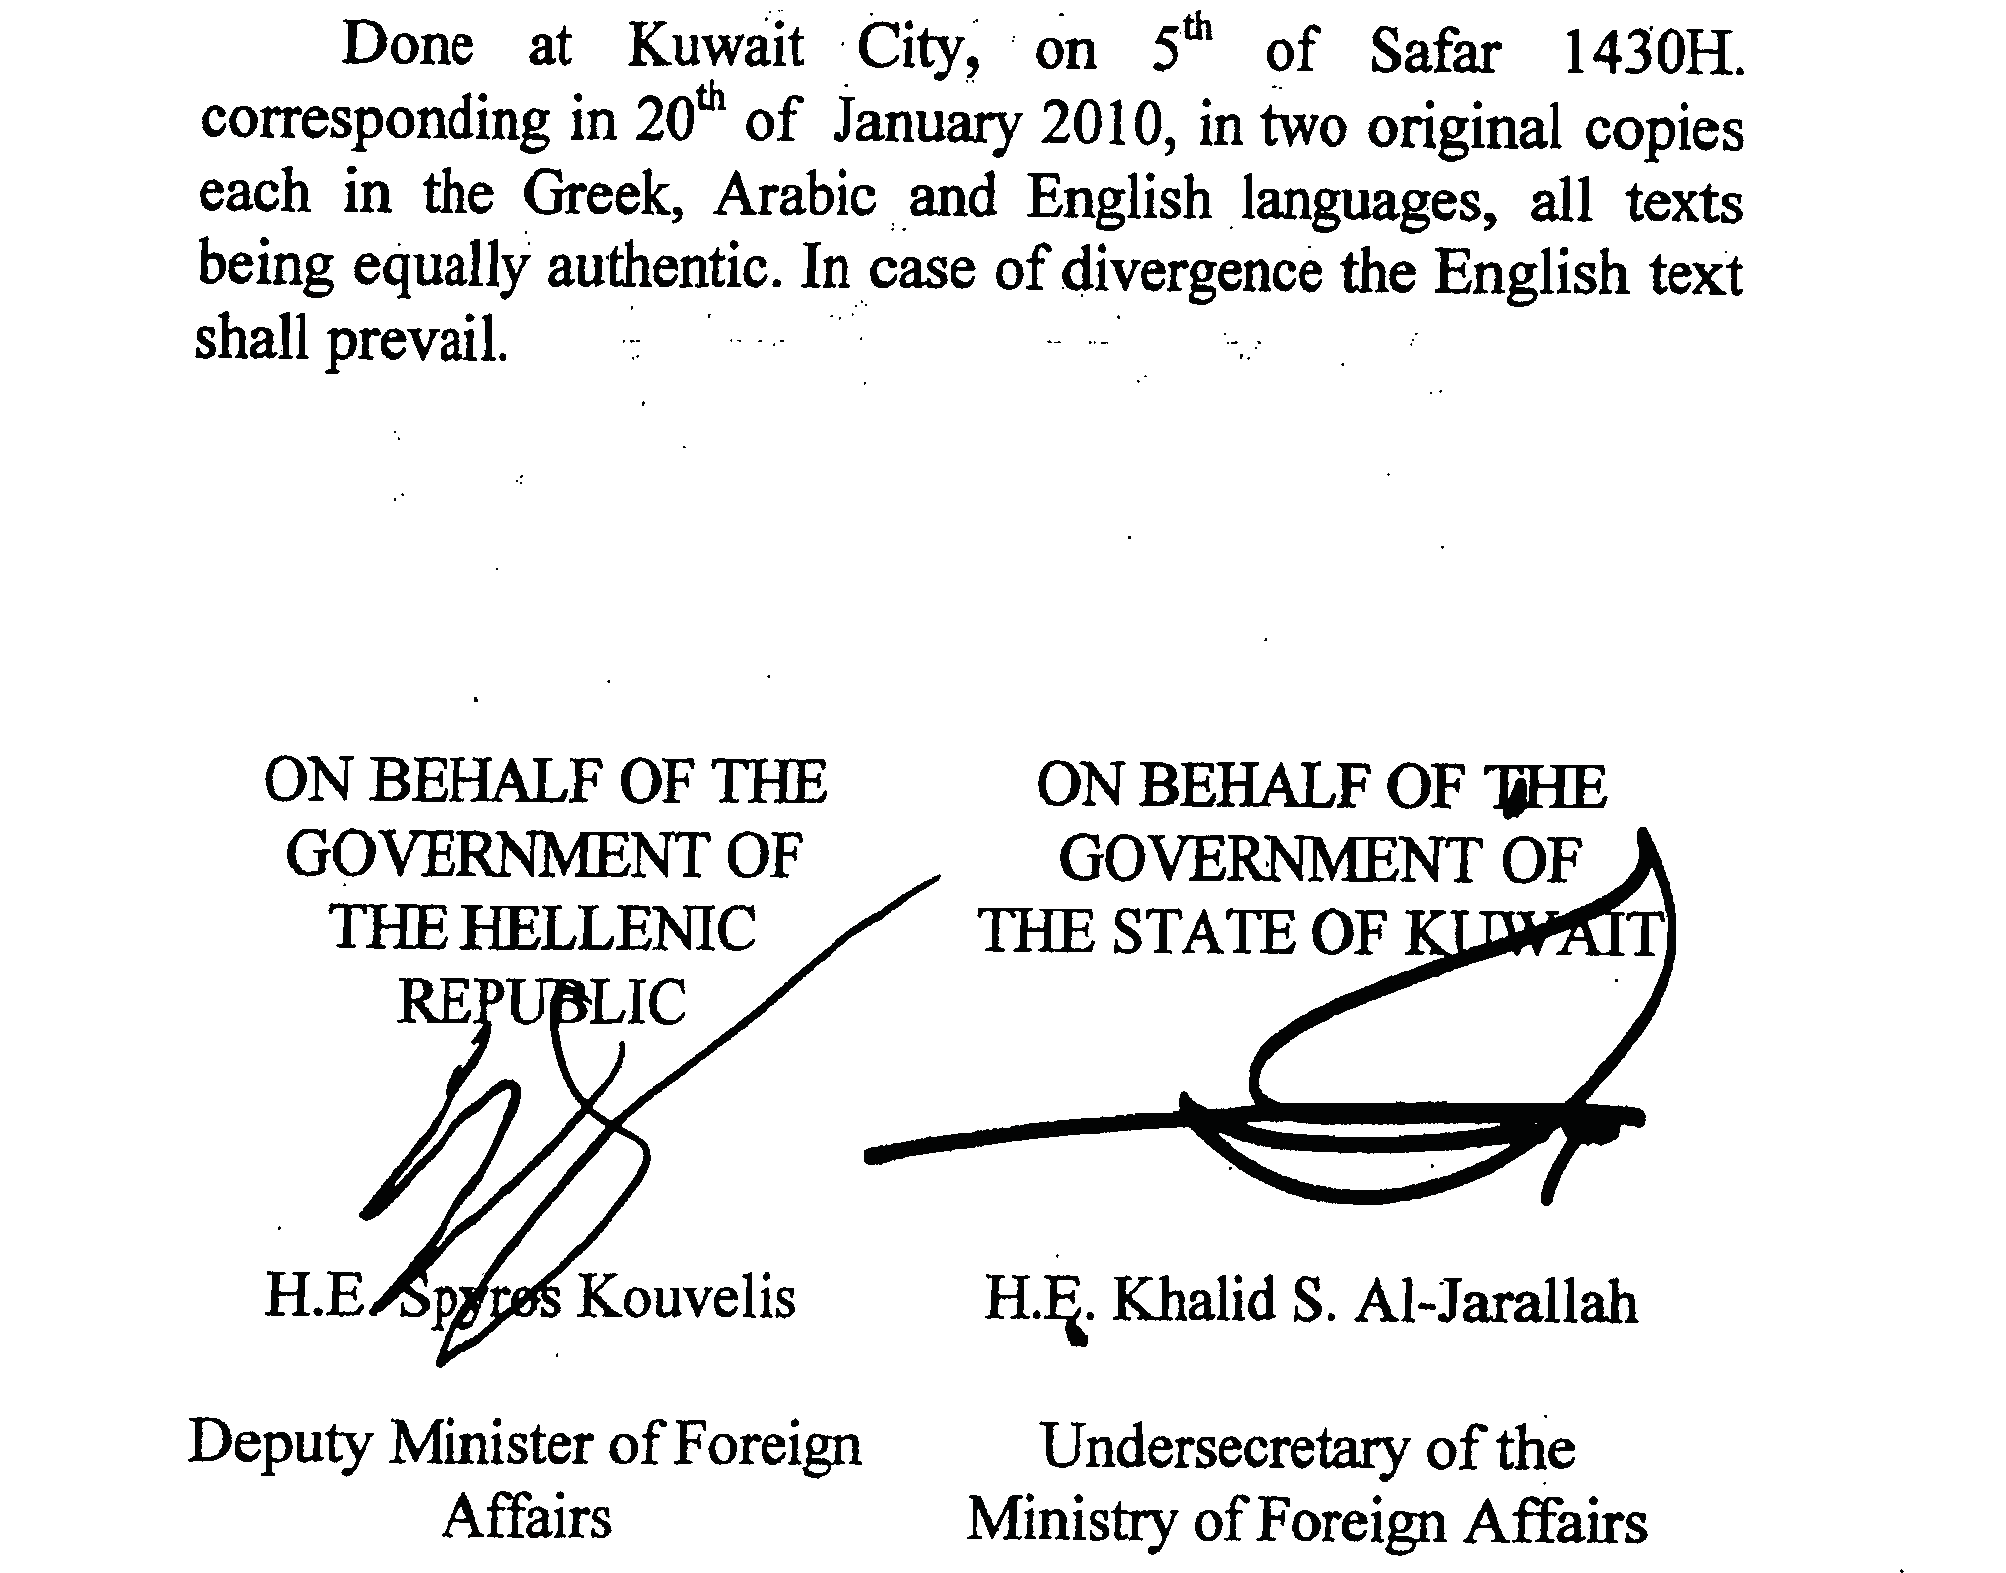 Done at Kuwait City, on 5th of Safar 1430H.
corresponding in 20th of January 2010, in two original copies
each in the Greek, Arabic and English languages, all texts
being equally authentic. In case of divergence the English text
shall prevail.
ON BEHALF OF THE
GOVERNMENT OF
THE HELLENIC
REPUBLIC
H.E. Spyros Kouvelis
Deputy Minister of Foreign
Affairs
ON BEHALF OF THE
GOVERNMENT OF
THE STATE OF KUWAIT
H.E. Khalid S. Al-Jarallah
Undersecretary of the
Ministry of Foreign Affairs